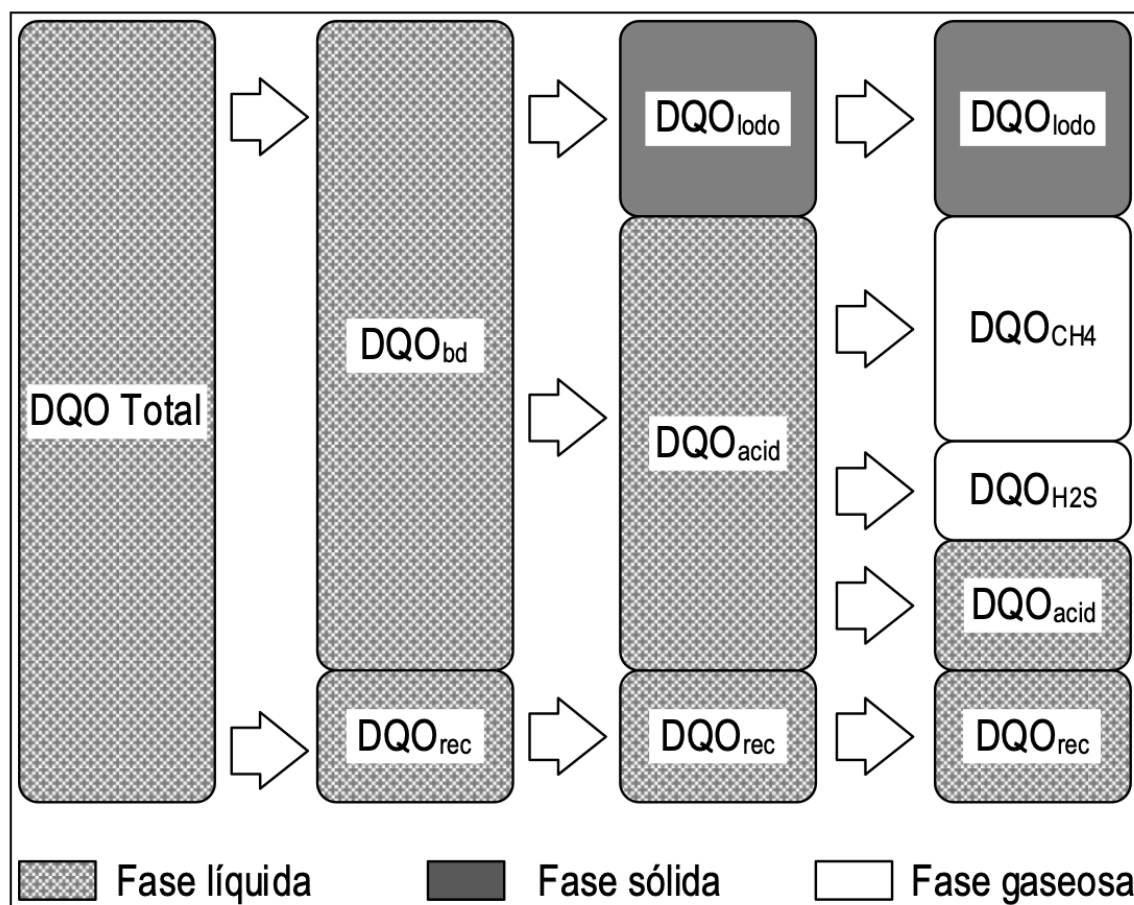 DQO Total
DQObd
DQOrec
DQOlodo
DQOacid
DQOrec
DQOlodo
DQOCH4
DQOH2S
DQOacid
DQOrec
Fase líquida
Fase sólida
Fase gaseosa